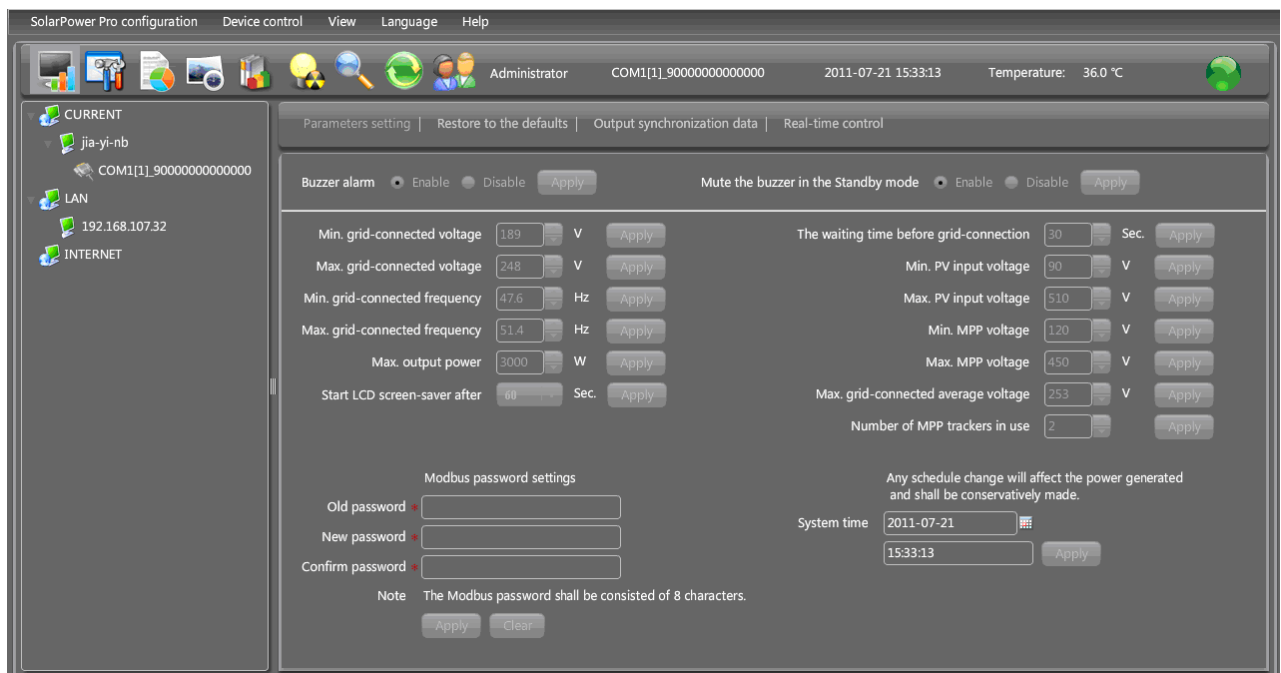 SolarPower Pro configuration Device control View Language Help
Administrator COM1[1]_90000000000000 2011-07-21 15:33:13 Temperature: 36.0 ℃
CURRENT
jia-yi-nb
COM1[1]_90000000000000
LAN
192.168.107.32
INTERNET
Parameters setting | Restore to the defaults | Output synchronization data | Real-time control
Buzzer alarm Enable Disable Apply Mute the buzzer in the Standby mode Enable Disable Apply
Min. grid-connected voltage 189 V Apply
Max. grid-connected voltage 248 V Apply
Min. grid-connected frequency 47.6 Hz Apply
Max. grid-connected frequency 51.4 Hz Apply
Max. output power 3000 W Apply
Start LCD screen-saver after 60 Sec. Apply
The waiting time before grid-connection 30 Sec. Apply
Min. PV input voltage 90 V Apply
Max. PV input voltage 510 V Apply
Min. MPP voltage 120 V Apply
Max. MPP voltage 450 V Apply
Max. grid-connected average voltage 253 V Apply
Number of MPP trackers in use 2 Apply
Modbus password settings
Old password *
New password *
Confirm password *
Note The Modbus password shall be consisted of 8 characters.
Apply Clear
Any schedule change will affect the power generated
and shall be conservatively made.
System time 2011-07-21
15:33:13 Apply